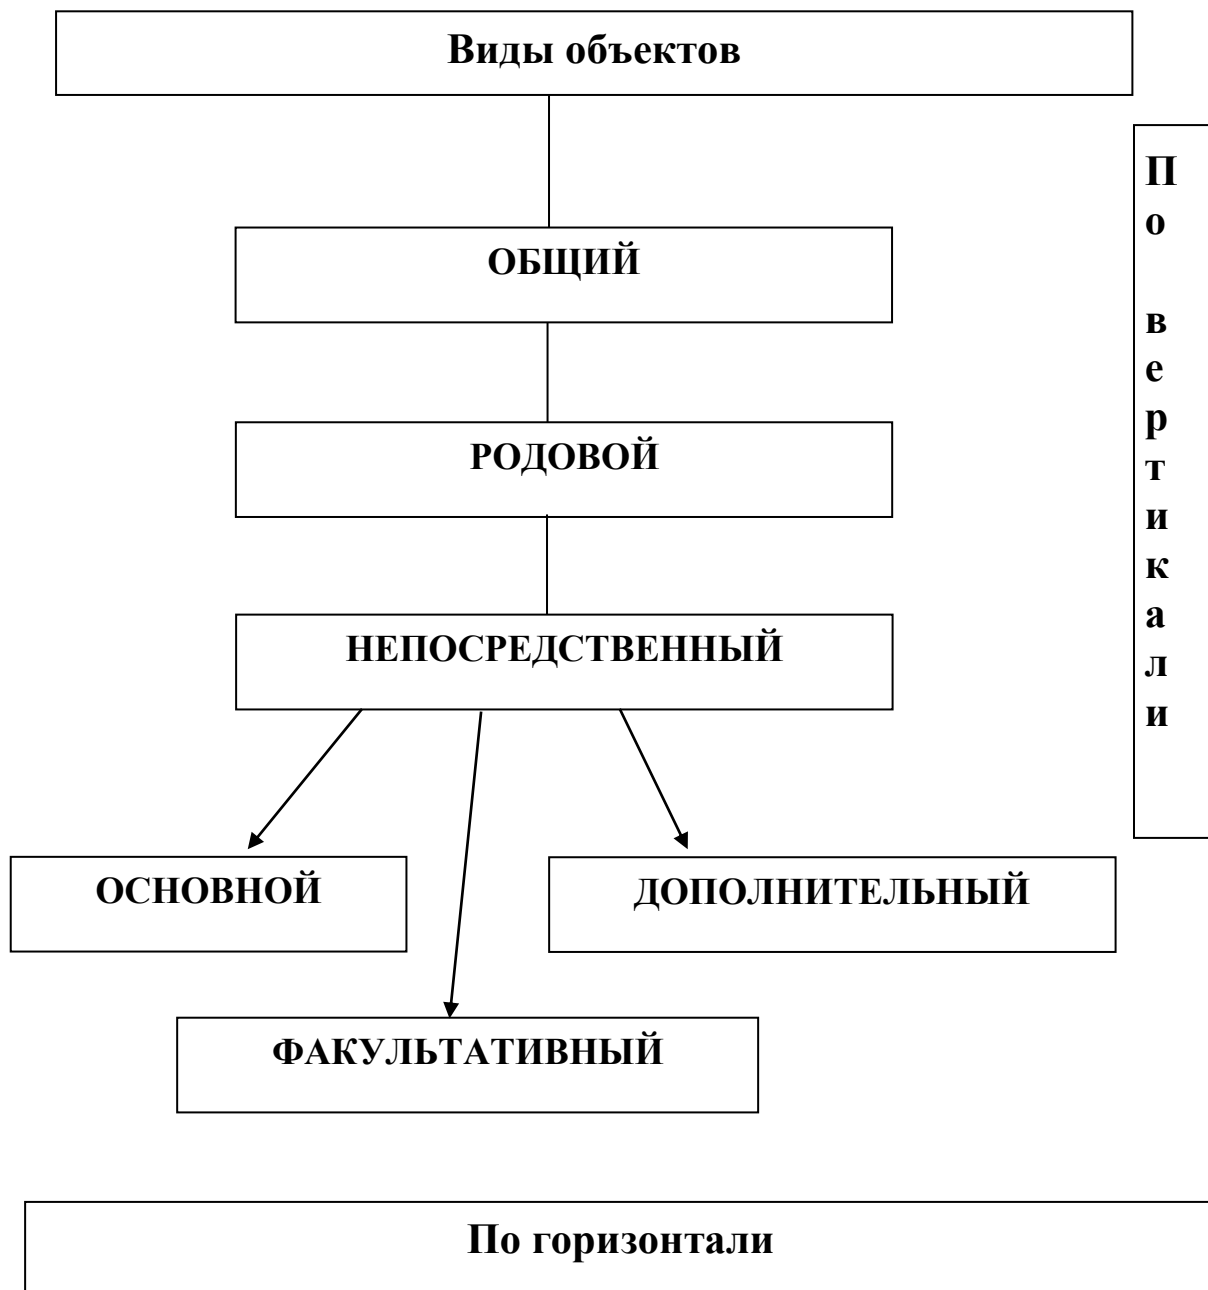 Виды объектов
По вертикали
ОБЩИЙ
РОДОВОЙ
НЕПОСРЕДСТВЕННЫЙ
ОСНОВНОЙ
ДОПОЛНИТЕЛЬНЫЙ
ФАКУЛЬТАТИВНЫЙ
По горизонтали